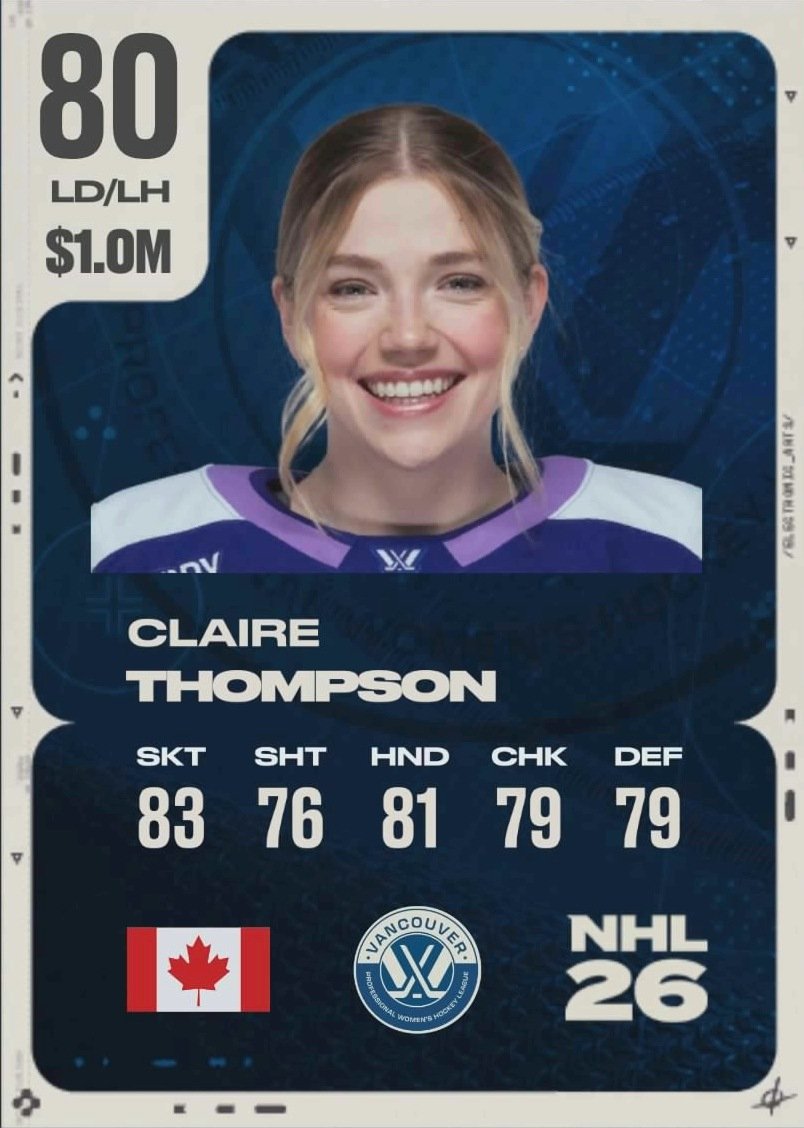 80
LD/LH
$1.0M
CLAIRE
THOMPSON
SKT SHT HND CHK DEF
83 76 81 79 79
VANCOUVER
PROFESSIONAL WOMEN'S HOCKEY LEAGUE
NHL
26